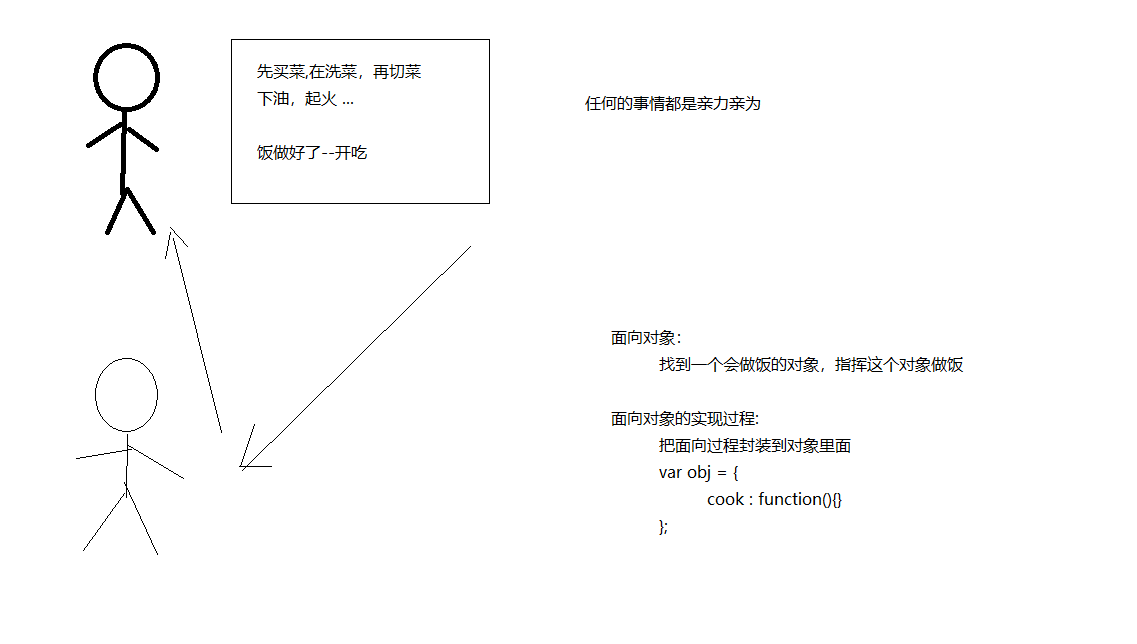 先买菜,在洗菜，再切菜
下油，起火 ...
饭做好了--开吃
任何的事情都是亲力亲为
面向对象：
找到一个会做饭的对象，指挥这个对象做饭
面向对象的实现过程:
把面向过程封装到对象里面
var obj = {
cook : function(){}
};